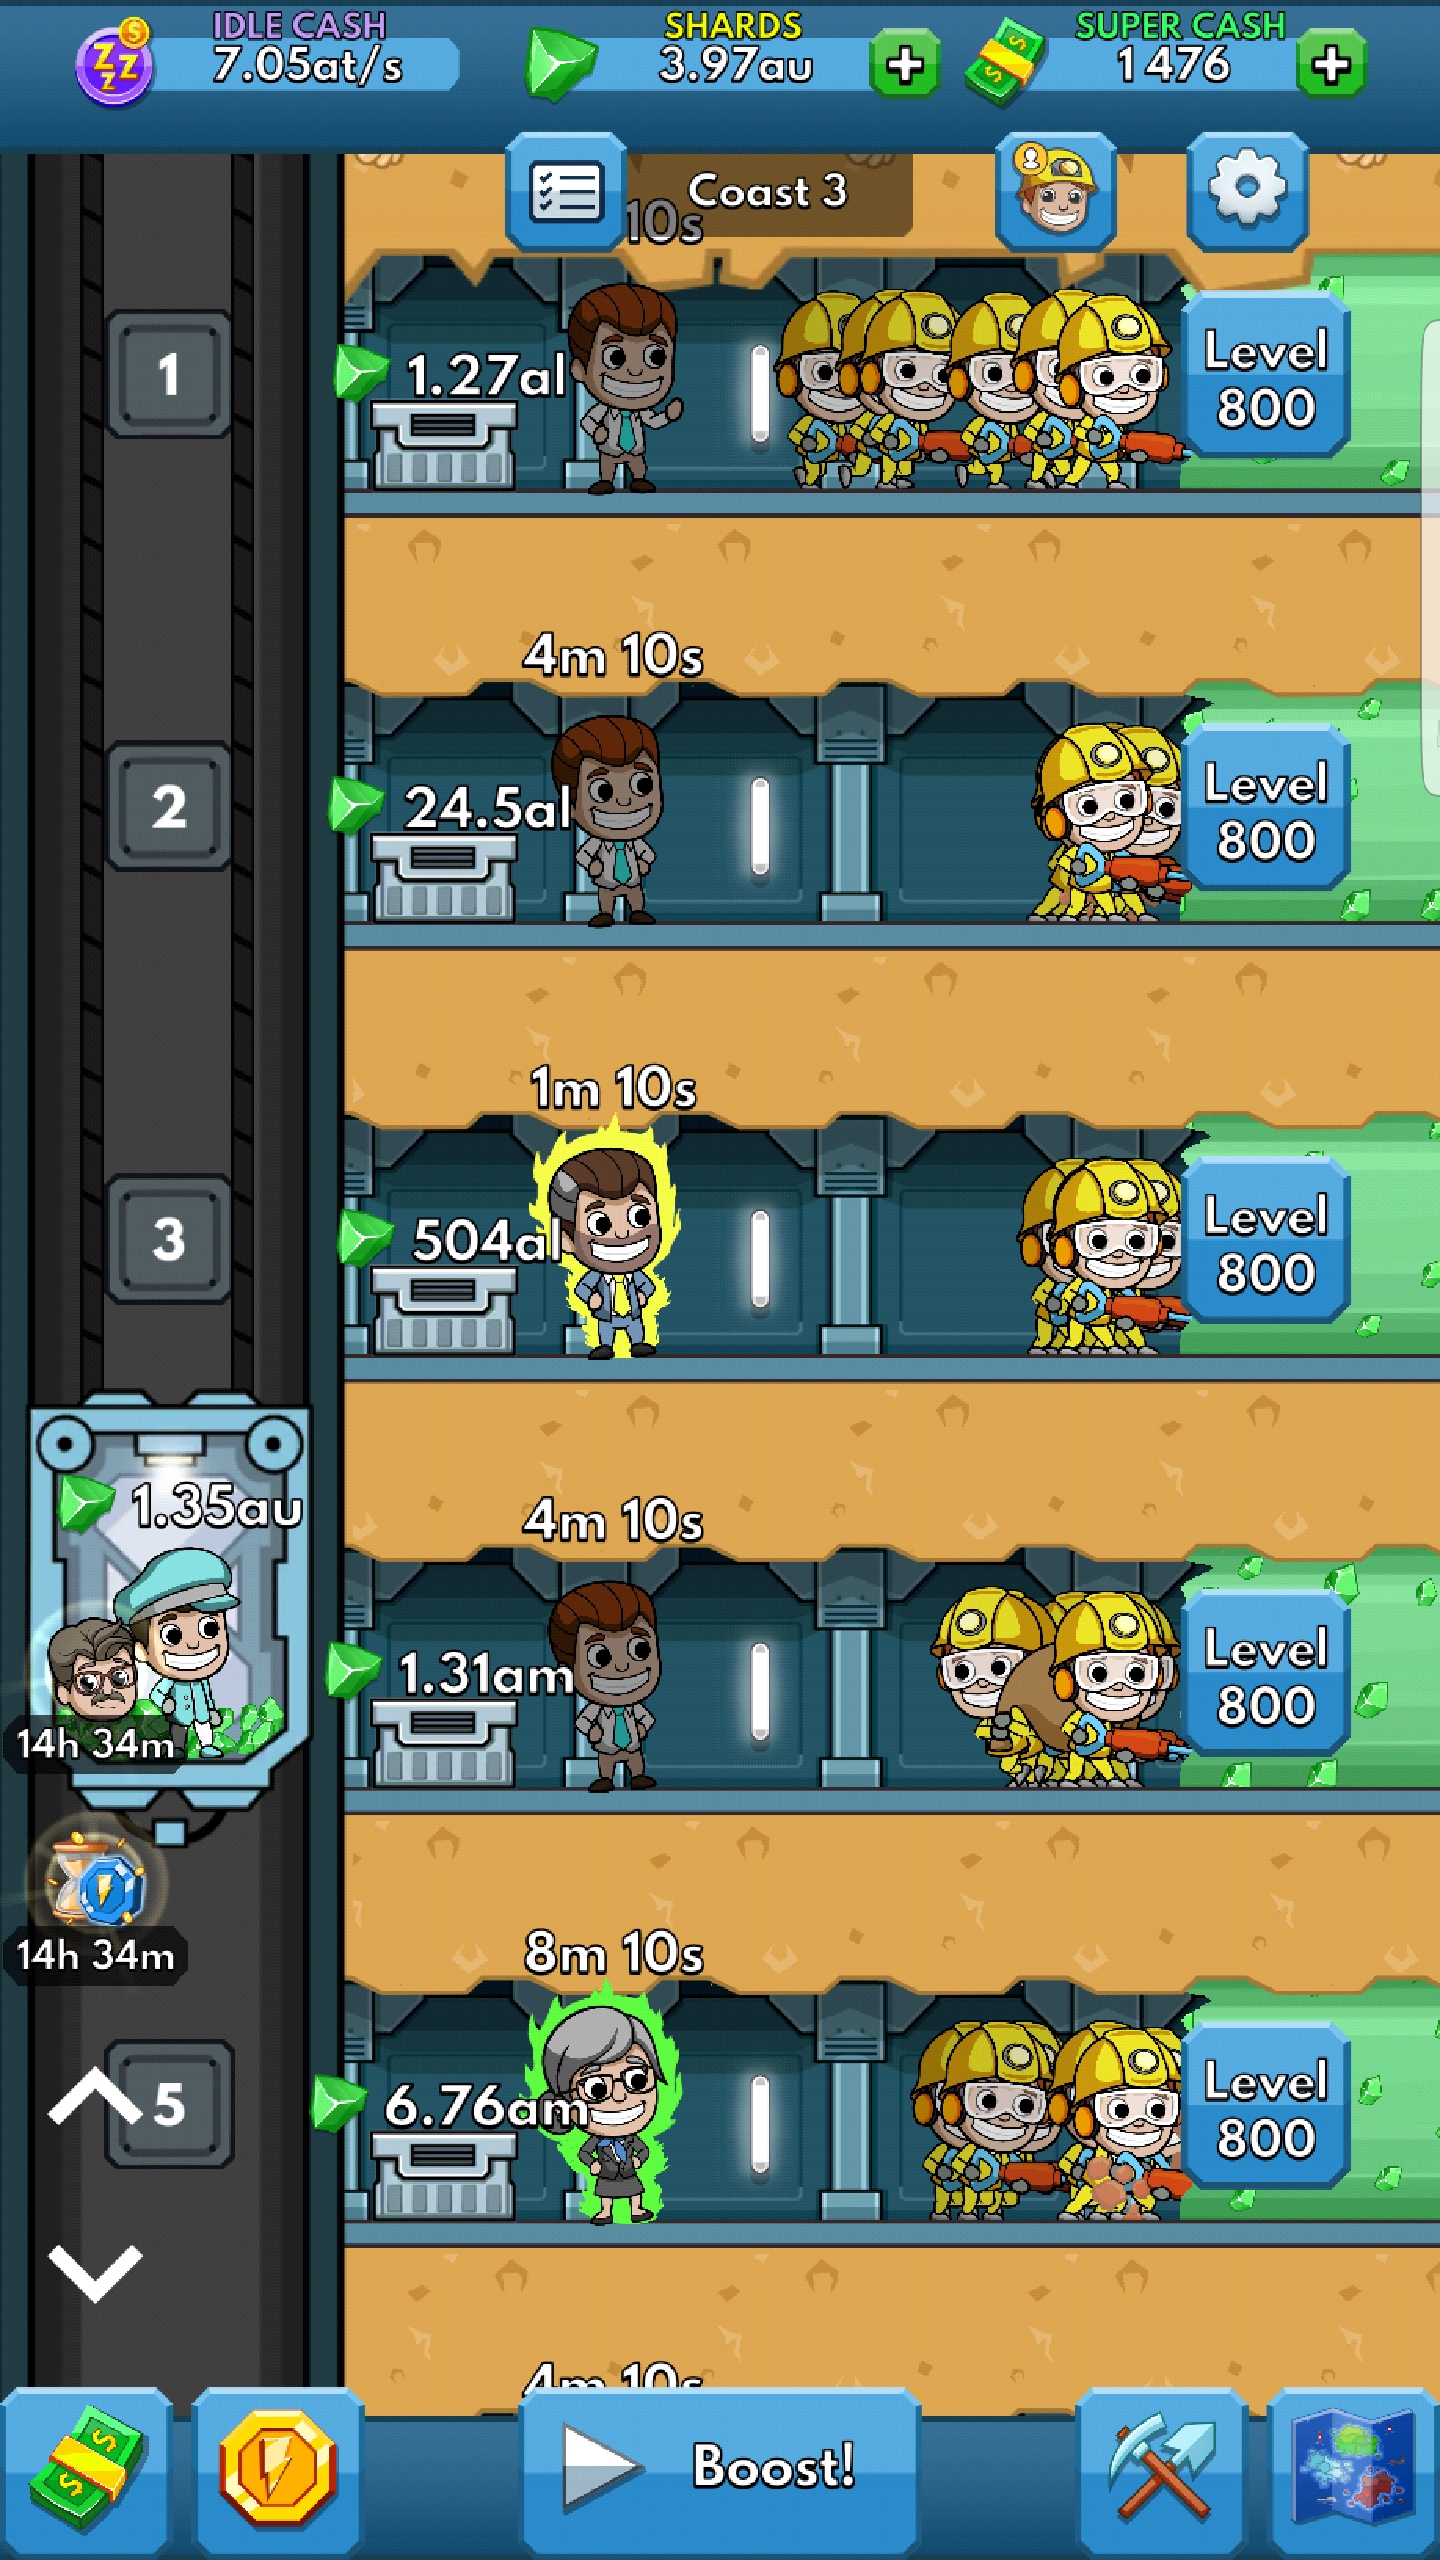 IDLE CASH
7.05at/s
SHARDS
3.97au
SUPER CASH
1476
Coast 3
10s
1
1.27al
Level
800
4m 10s
2
24.5al
Level
800
1m 10s
3
504al
Level
800
4m 10s
1.35au
1.31am
Level
800
14h 34m
14h 34m
8m 10s
5
6.76am
Level
800
4m 10s
Boost!